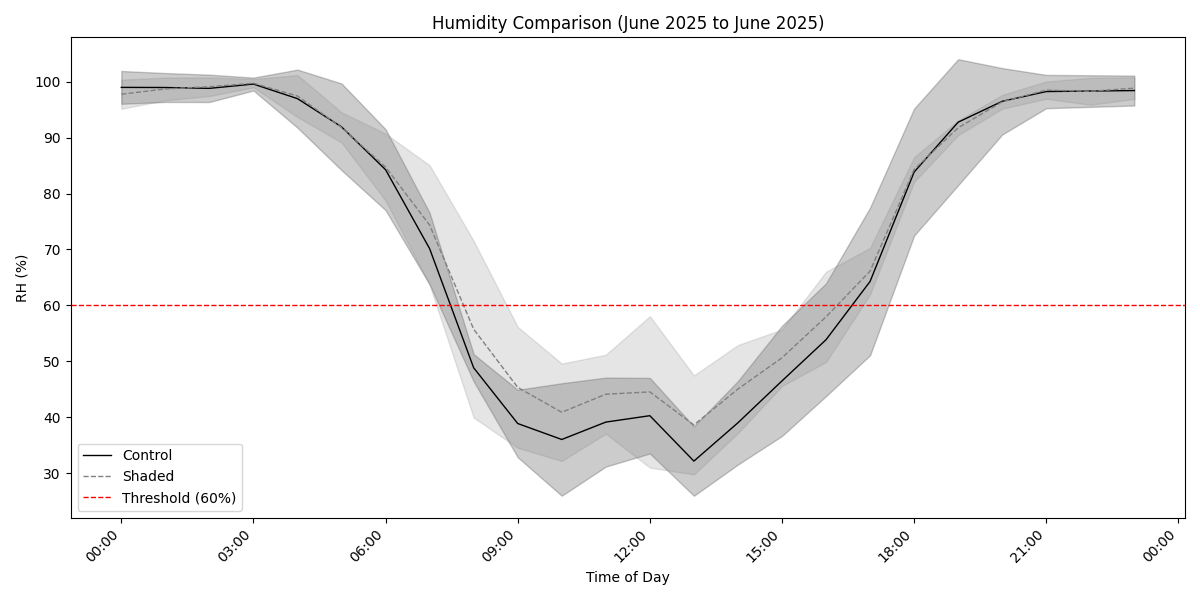 Humidity Comparison (June 2025 to June 2025)
RH (%)
100
90
80
70
60
50
40
30
Control
Shaded
Threshold (60%)
00:00
03:00
06:00
09:00
12:00
15:00
18:00
21:00
00:00
Time of Day